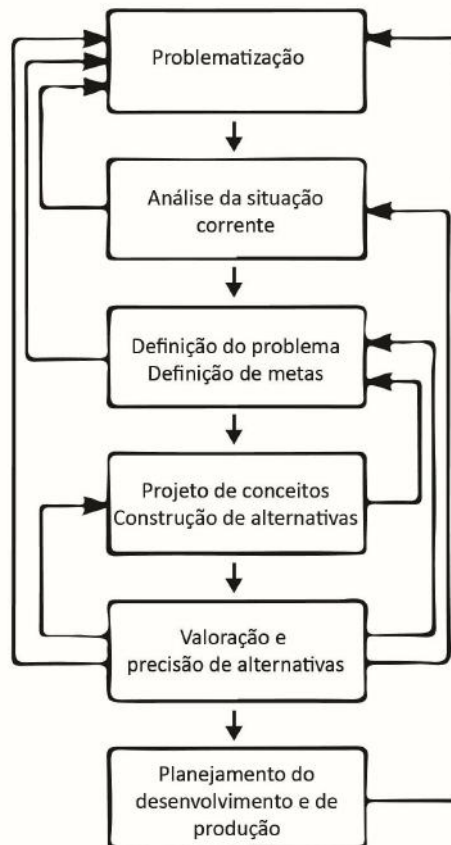 Problematização
Análise da situação
corrente
Definição do problema
Definição de metas
Projeto de conceitos
Construção de alternativas
Valoração e
precisão de alternativas
Planejamento do
desenvolvimento e de
produção